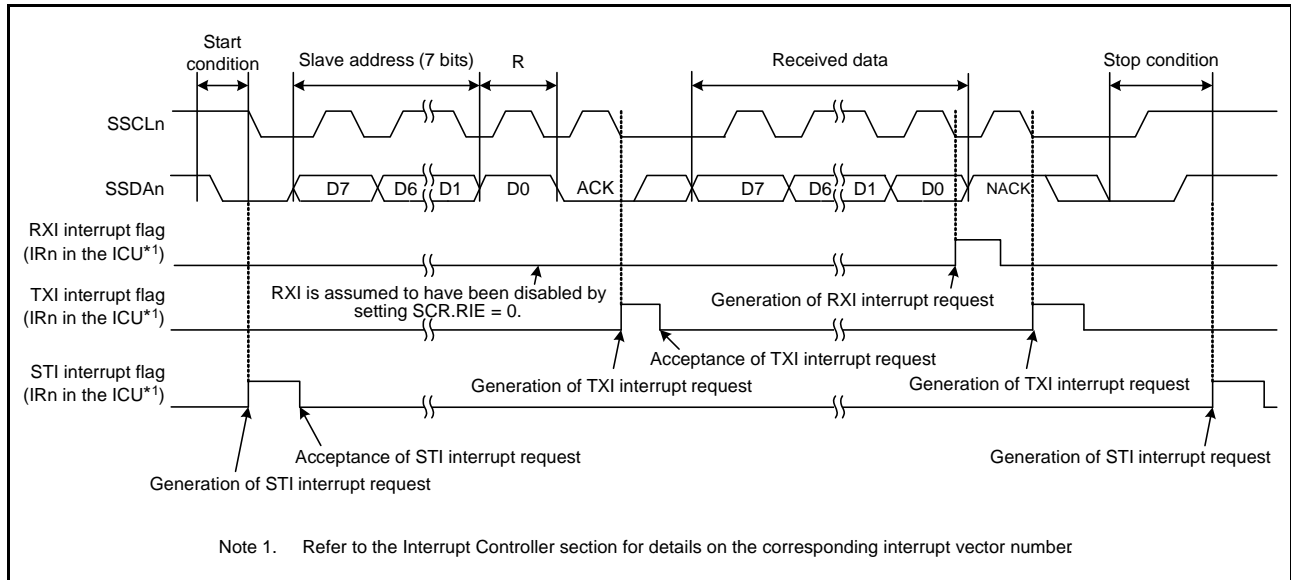 Start
condition
Slave address (7 bits)
R
Received data
Stop condition
SSCLn
SSDAn
D7
D6
D1
D0
ACK
D7
D6
D1
D0
NACK
RXI interrupt flag
(IRn in the ICU*1)
RXI is assumed to have been disabled by
setting SCR.RIE = 0.
Generation of RXI interrupt request
TXI interrupt flag
(IRn in the ICU*1)
Acceptance of TXI interrupt request
Generation of TXI interrupt request
Generation of TXI interrupt request
STI interrupt flag
(IRn in the ICU*1)
Acceptance of STI interrupt request
Generation of STI interrupt request
Generation of STI interrupt request
Note 1. Refer to the Interrupt Controller section for details on the corresponding interrupt vector number